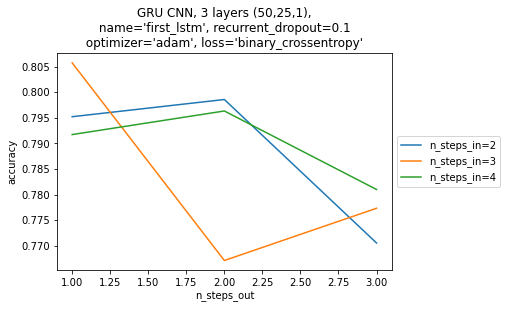 GRU CNN, 3 layers (50,25,1),
name='first_lstm', recurrent_dropout=0.1
optimizer='adam', loss='binary_crossentropy'
0.805
0.800
0.795
0.790
0.785
0.780
0.775
0.770
accuracy
1.00 1.25 1.50 1.75 2.00 2.25 2.50 2.75 3.00
n_steps_out
n_steps_in=2
n_steps_in=3
n_steps_in=4